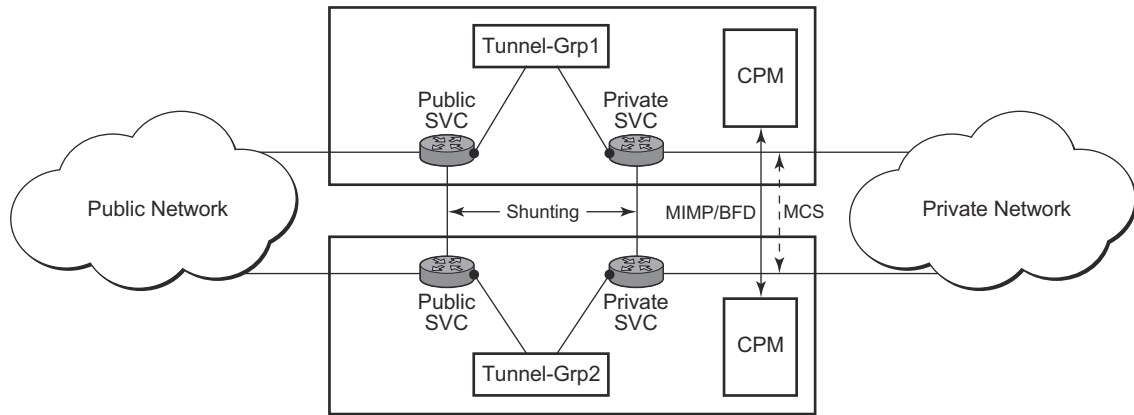 Tunnel-Grp1
CPM
Public
SVC
Private
SVC
Public Network
Shunting
MIMP/BFD
MCS
Private Network
Public
SVC
Private
SVC
CPM
Tunnel-Grp2